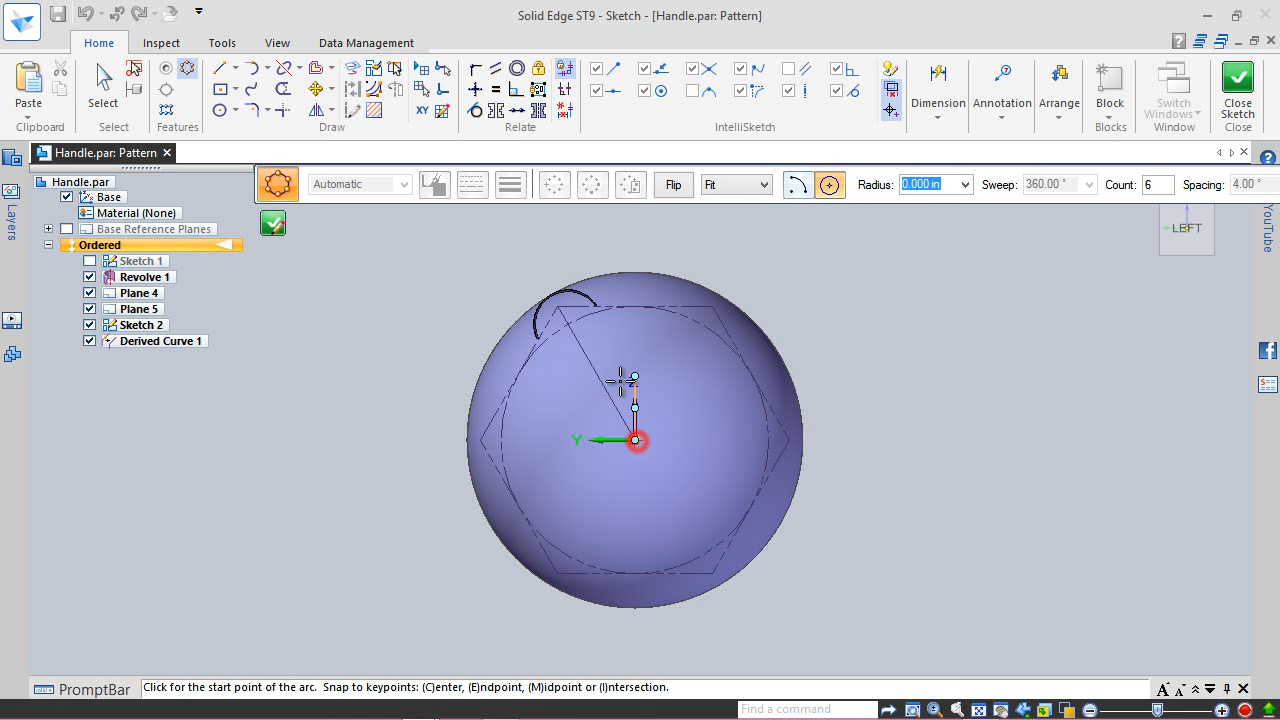 Solid Edge ST9 - Sketch - [Handle.par: Pattern]
Home Inspect Tools View Data Management
Paste Select Dimension Annotation Arrange Block Switch Windows Close Sketch
XY
Clipboard Select Features Draw Relate IntelliSketch Blocks Window Close
Handle.par: Pattern
Handle.par
Base
Material (None)
Base Reference Planes
Ordered
Sketch 1
Revolve 1
Plane 4
Plane 5
Sketch 2
Derived Curve 1
Automatic Flip Fit Radius: 0.000 in Sweep: 360.00 ° Count: 6 Spacing: 4.00 °
Layers
YouTube
LEFT
Y
PromptBar
Click for the start point of the arc. Snap to keypoints: (C)enter, (E)ndpoint, (M)idpoint or (I)ntersection.
Find a command